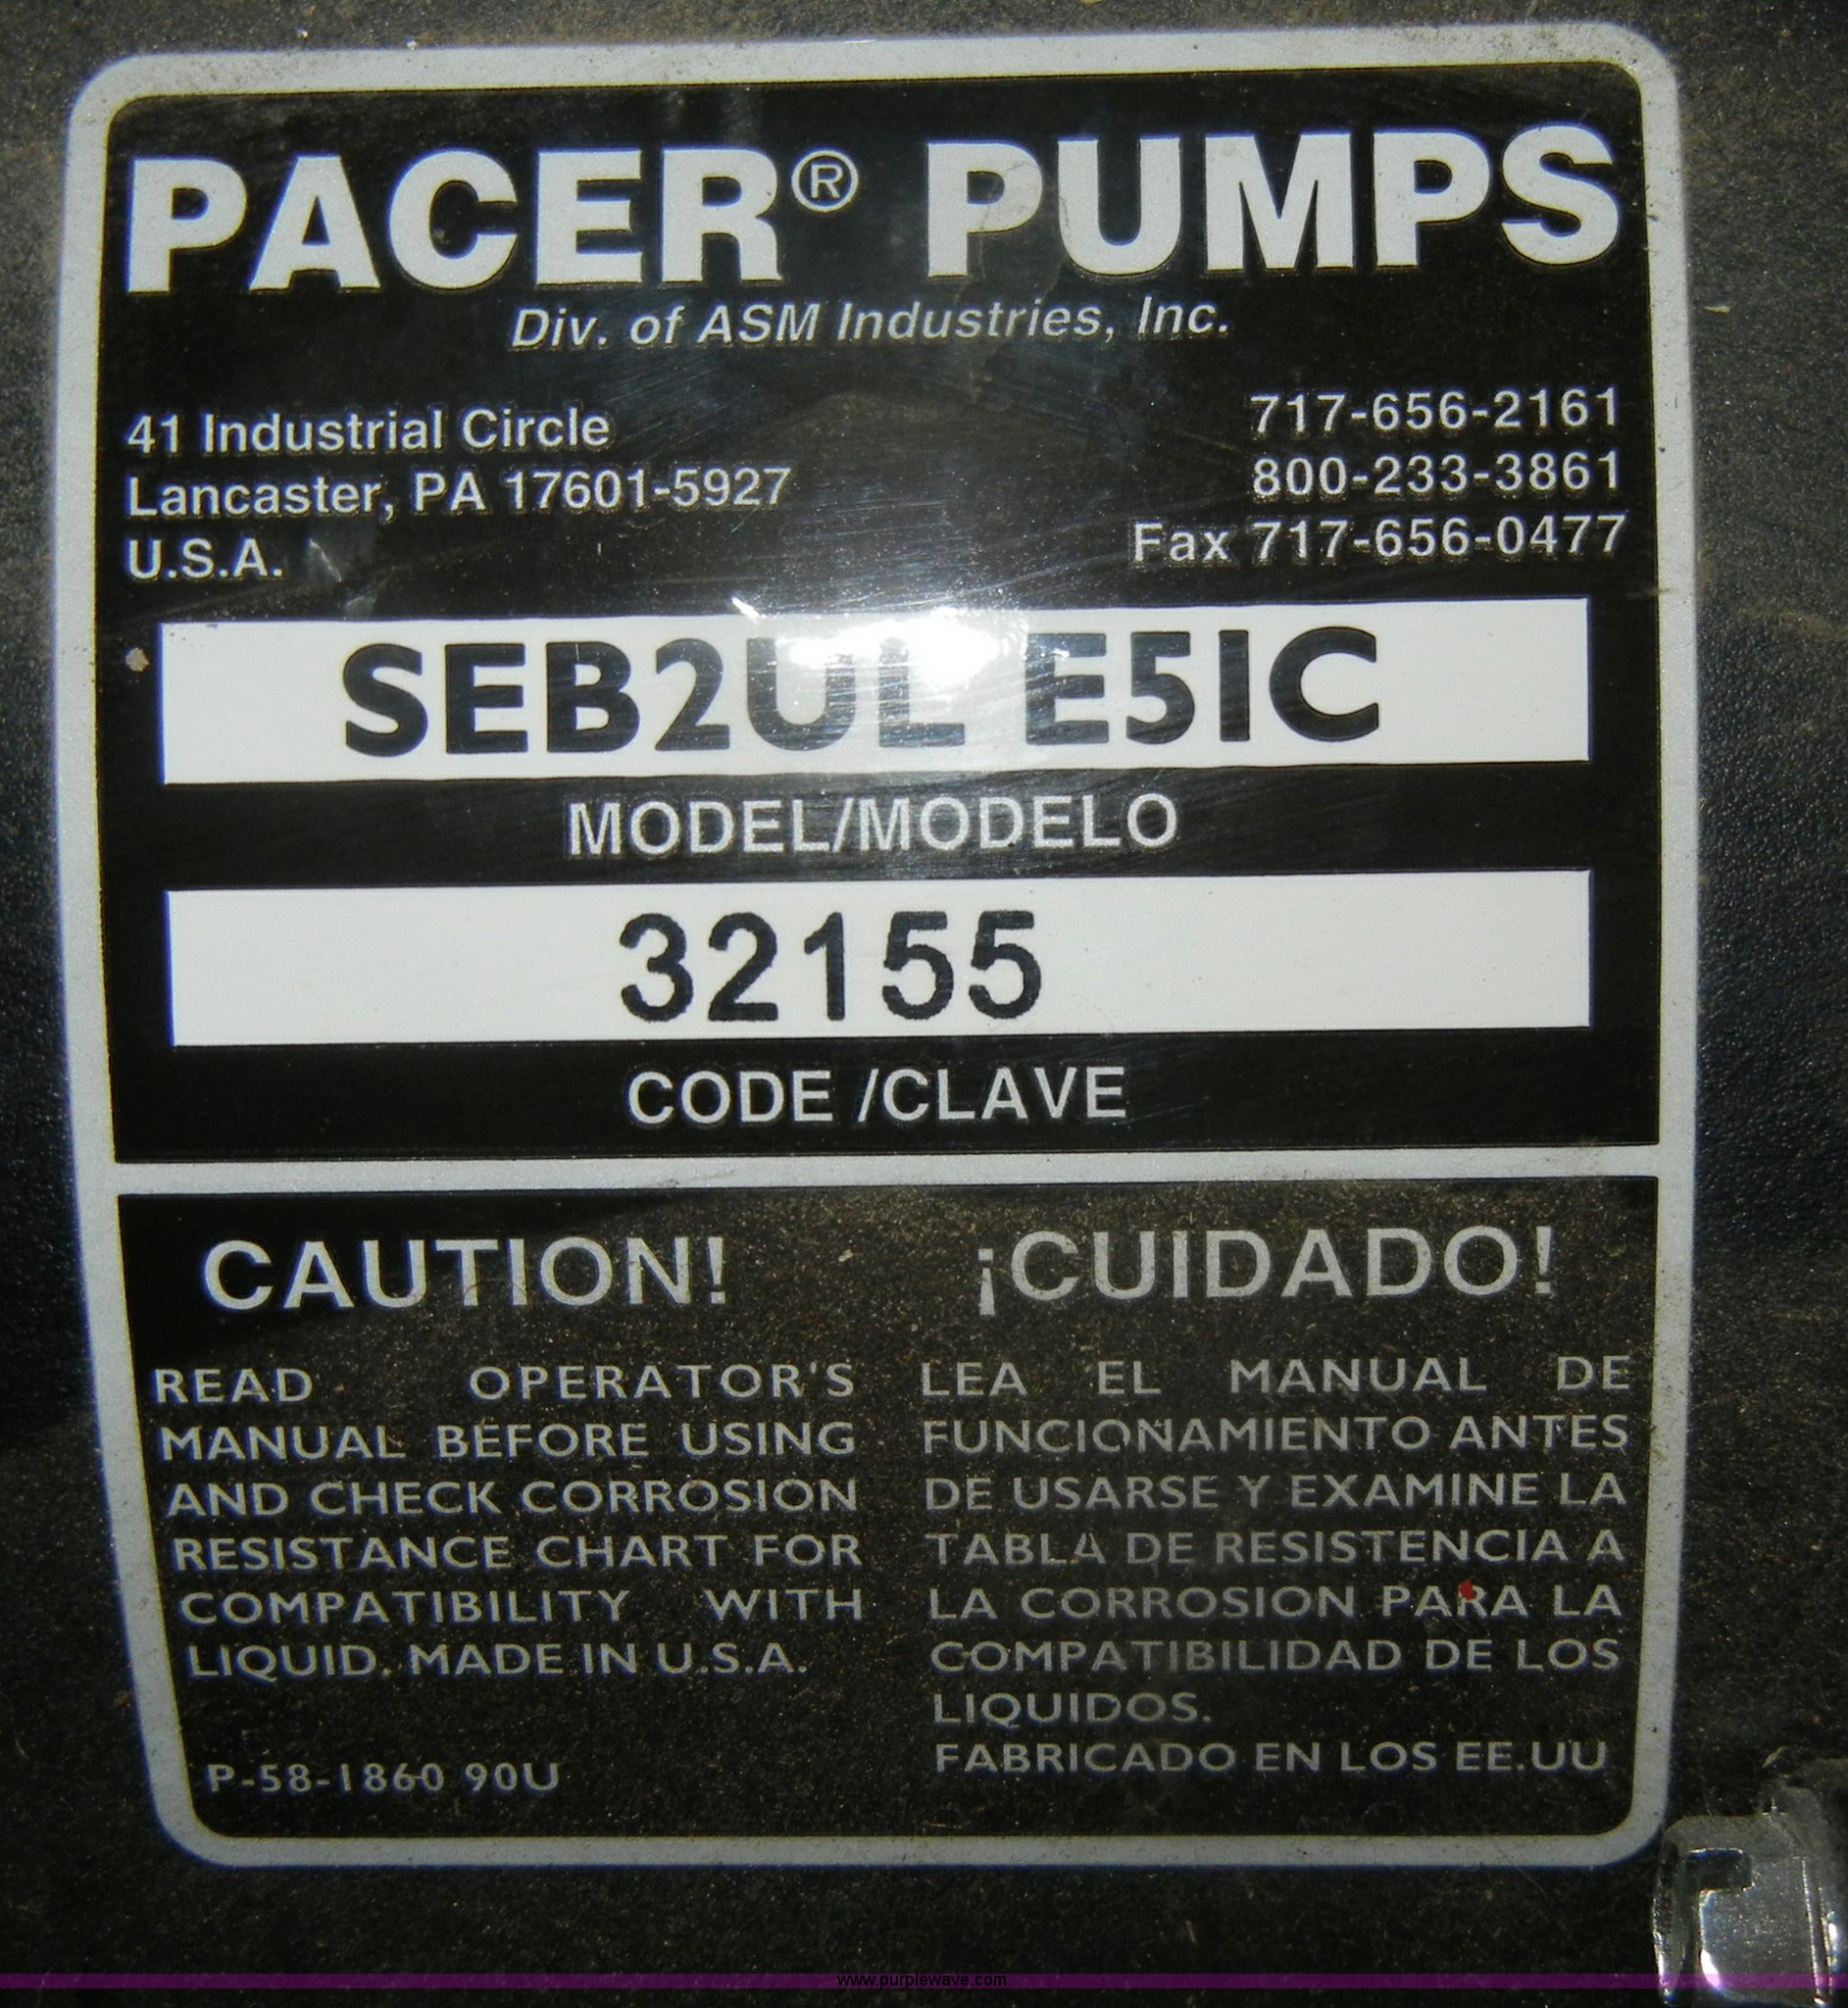 PACER® PUMPS
Div. of ASM Industries, Inc.
41 Industrial Circle
Lancaster, PA 17601-5927
U.S.A.
717-656-2161
800-233-3861
Fax 717-656-0477
SEB2UL E5IC
MODEL/MODELO
32155
CODE /CLAVE
CAUTION!
READ OPERATOR'S
MANUAL BEFORE USING
AND CHECK CORROSION
RESISTANCE CHART FOR
COMPATIBILITY WITH
LIQUID. MADE IN U.S.A.
P-58-1860 90U
¡CUIDADO!
LEA EL MANUAL DE
FUNCIONAMIENTO ANTES
DE USARSE Y EXAMINE LA
TABLA DE RESISTENCIA A
LA CORROSION PARA LA
COMPATIBILIDAD DE LOS
LIQUIDOS.
FABRICADO EN LOS EE.UU
www.purplewave.com